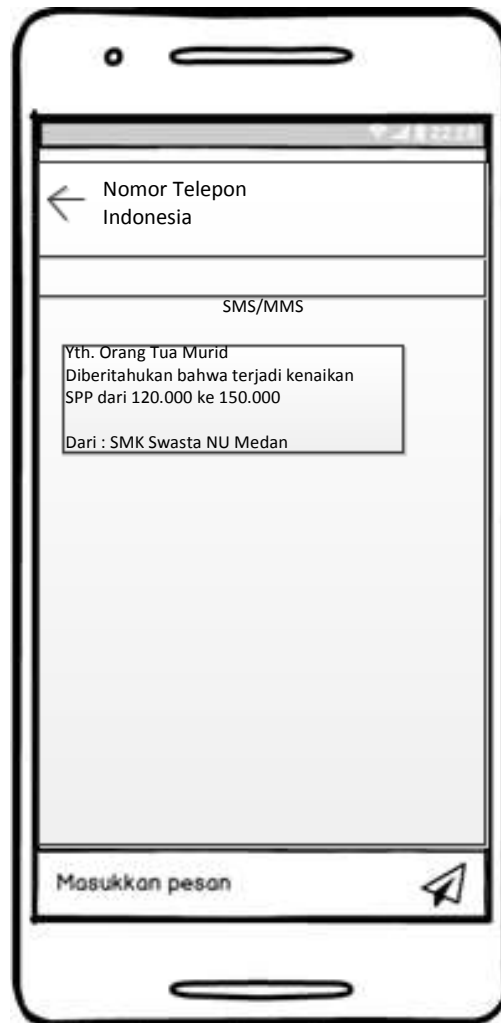 Nomor Telepon
Indonesia
SMS/MMS
Yth. Orang Tua Murid
Diberitahukan bahwa terjadi kenaikan
SPP dari 120.000 ke 150.000
Dari : SMK Swasta NU Medan
Masukkan pesan